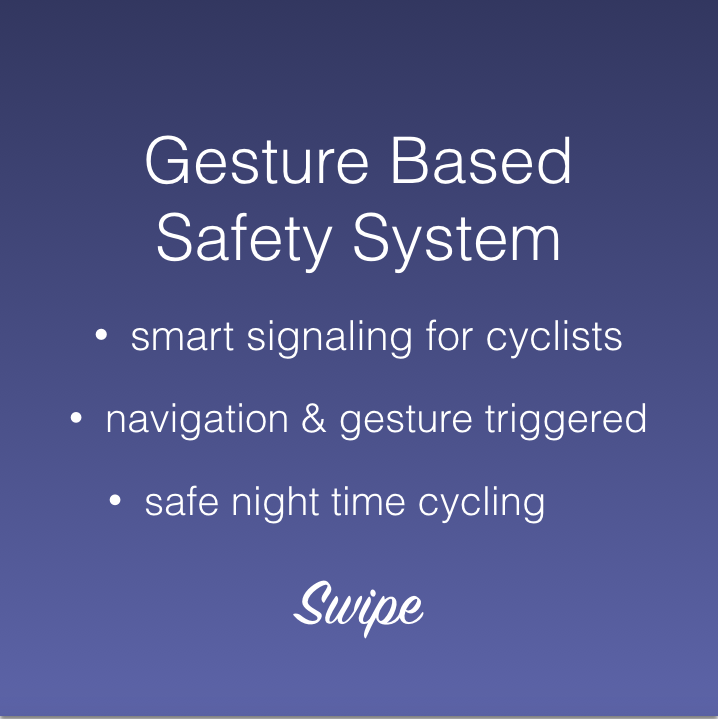 Gesture Based
Safety System
• smart signaling for cyclists
• navigation & gesture triggered
• safe night time cycling
Swipe